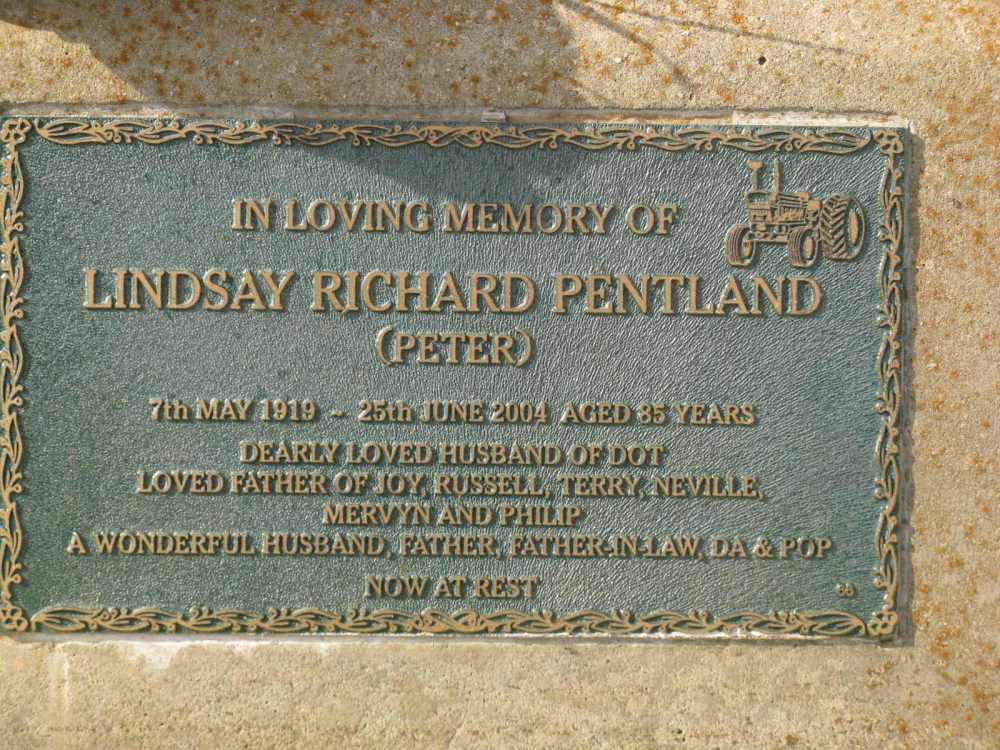 IN LOVING MEMORY OF
LINDSAY RICHARD PENTLAND
(PETER)
7th MAY 1919 ~ 25th JUNE 2004 AGED 85 YEARS
DEARLY LOVED HUSBAND OF DOT
LOVED FATHER OF JOY, RUSSELL, TERRY, NEVILLE,
MERVYN AND PHILIP
A WONDERFUL HUSBAND, FATHER, FATHER-IN-LAW, DA & POP
NOW AT REST